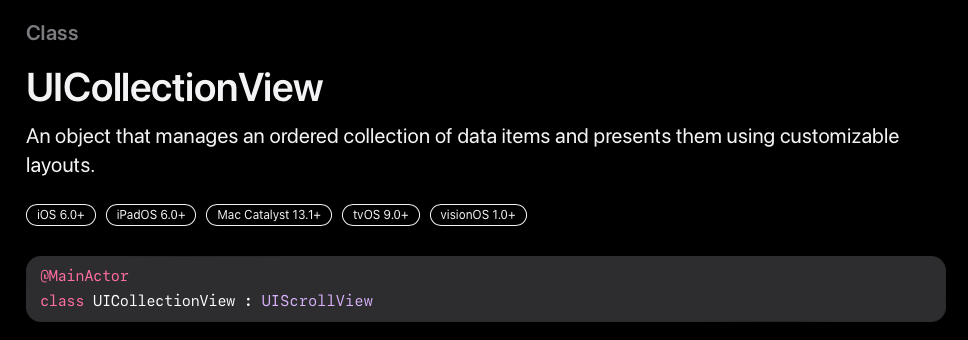 Class
UICollectionView
An object that manages an ordered collection of data items and presents them using customizable
layouts.
iOS 6.0+ iPadOS 6.0+ Mac Catalyst 13.1+ tvOS 9.0+ visionOS 1.0+
@MainActor
class UICollectionView : UIScrollView